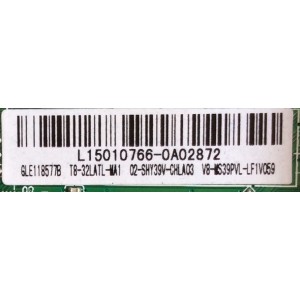 L15010766-0A02872
GLE118577B T8-32LATL-MA1 02-SHY39V-CHLA03 V8-MS39PVL-LF1V059